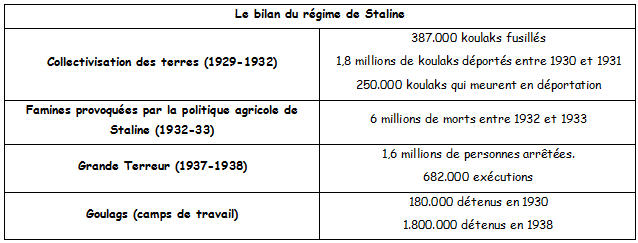 Le bilan du régime de Staline
Collectivisation des terres (1929-1932)
387.000 koulaks fusillés
1,8 millions de koulaks déportés entre 1930 et 1931
250.000 koulaks qui meurent en déportation
Famines provoquées par la politique agricole de
Staline (1932-33)
6 millions de morts entre 1932 et 1933
Grande Terreur (1937-1938)
1,6 millions de personnes arrêtées.
682.000 exécutions
Goulags (camps de travail)
180.000 détenus en 1930
1.800.000 détenus en 1938